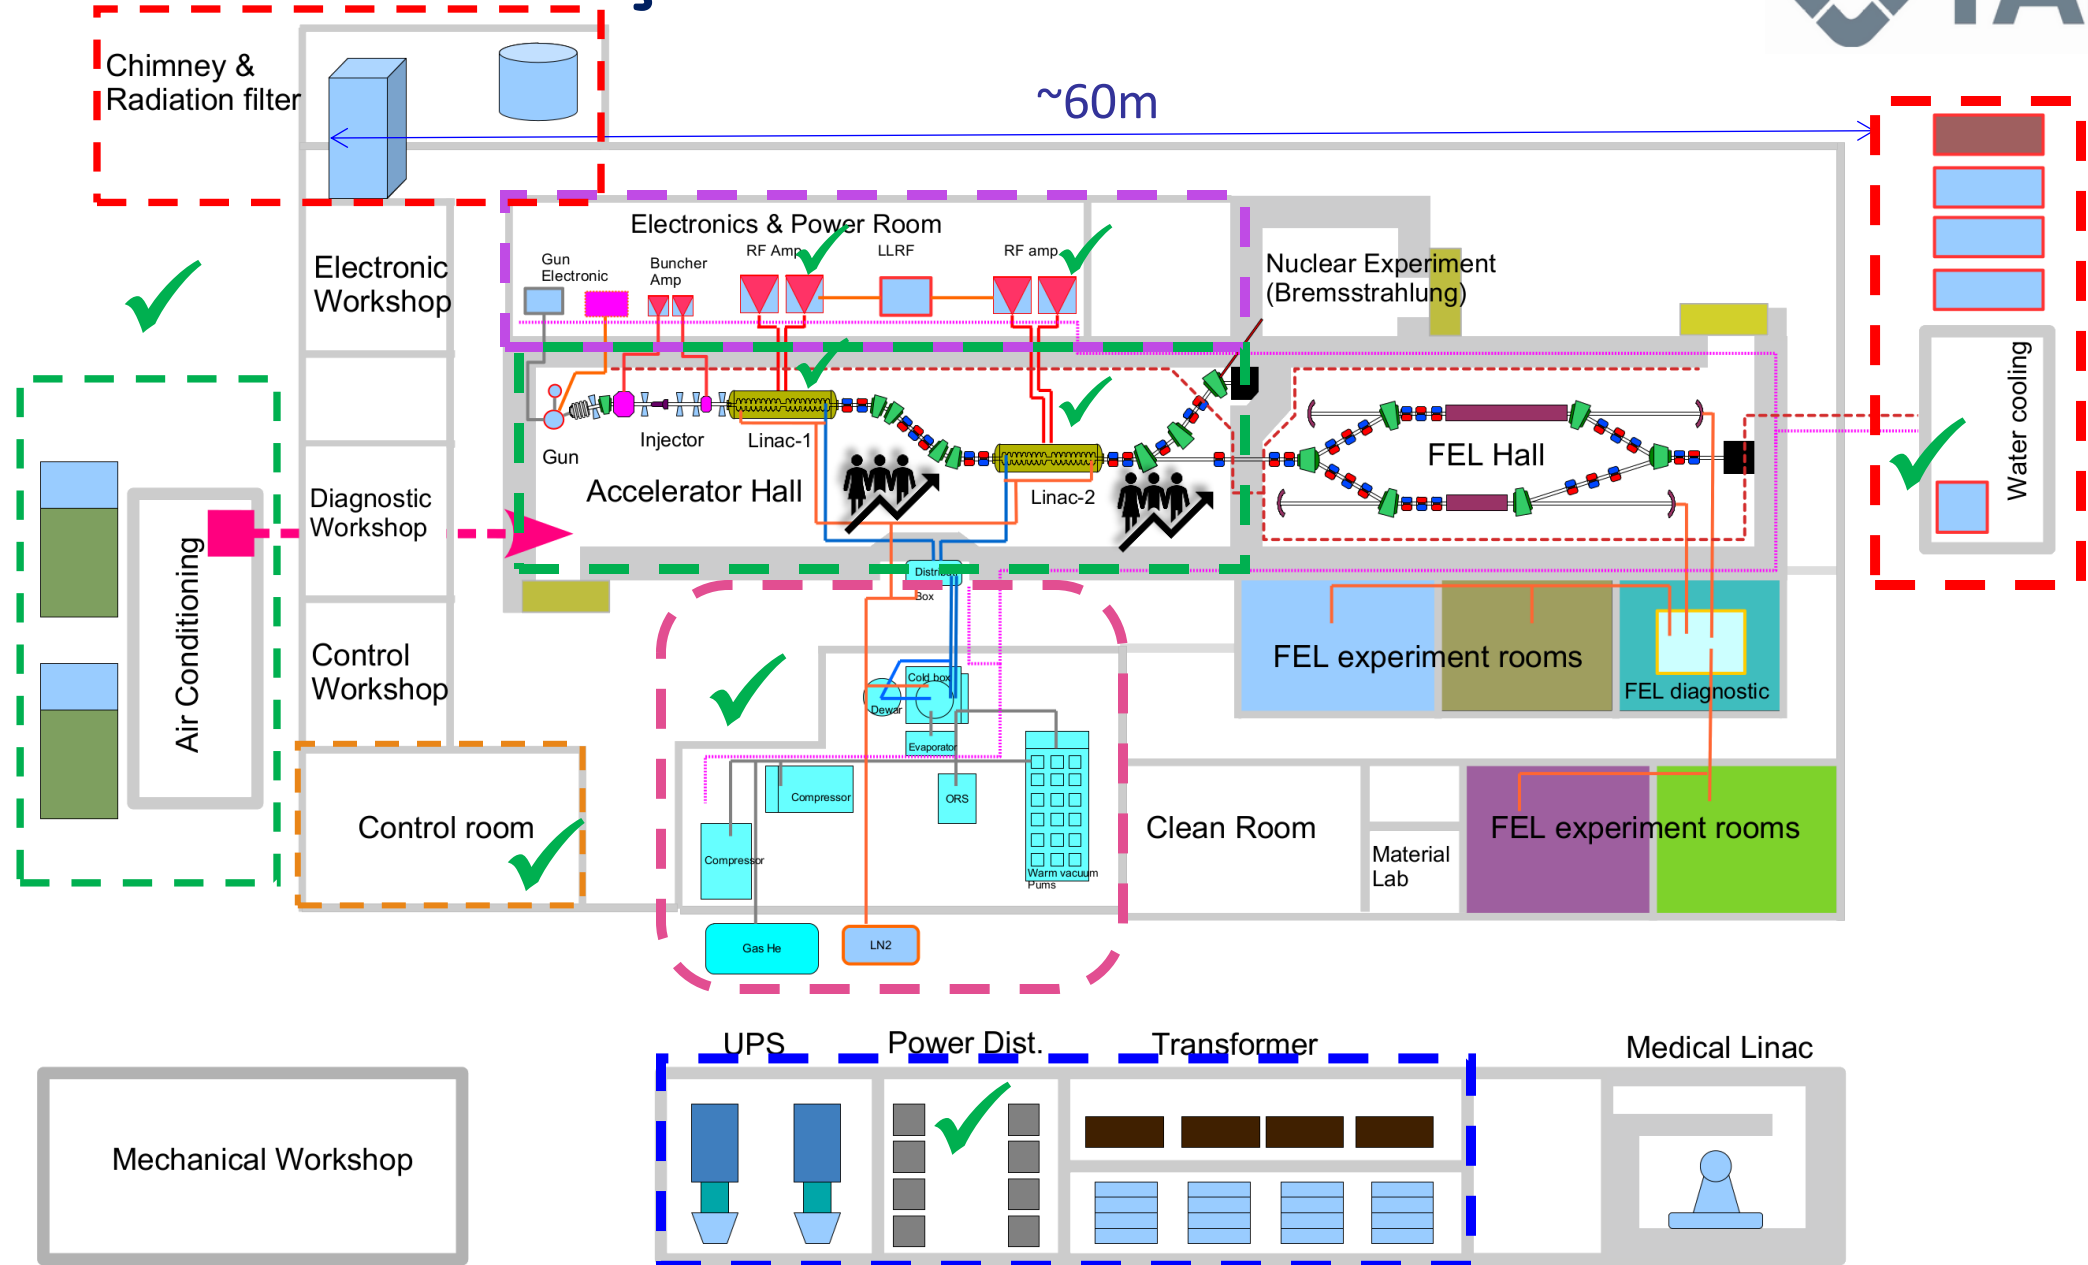 ~60m
Chimney &
Radiation filter
Electronics & Power Room
RF Amp
LLRF
RF amp
Gun
Electronic
Buncher
Amp
Nuclear Experiment
(Bremsstrahlung)
Electronic
Workshop
Water cooling
Gun
Injector
Linac-1
Linac-2
Accelerator Hall
FEL Hall
Diagnostic
Workshop
Air Conditioning
Control
Workshop
Box
Cold box
Dewar
Evaporator
Compressor
ORS
Compressor
Warm vacuum
Pums
Gas He
LN2
FEL experiment rooms
FEL diagnostic
Control room
Clean Room
Material
Lab
FEL experiment rooms
UPS
Power Dist.
Transformer
Medical Linac
Mechanical Workshop